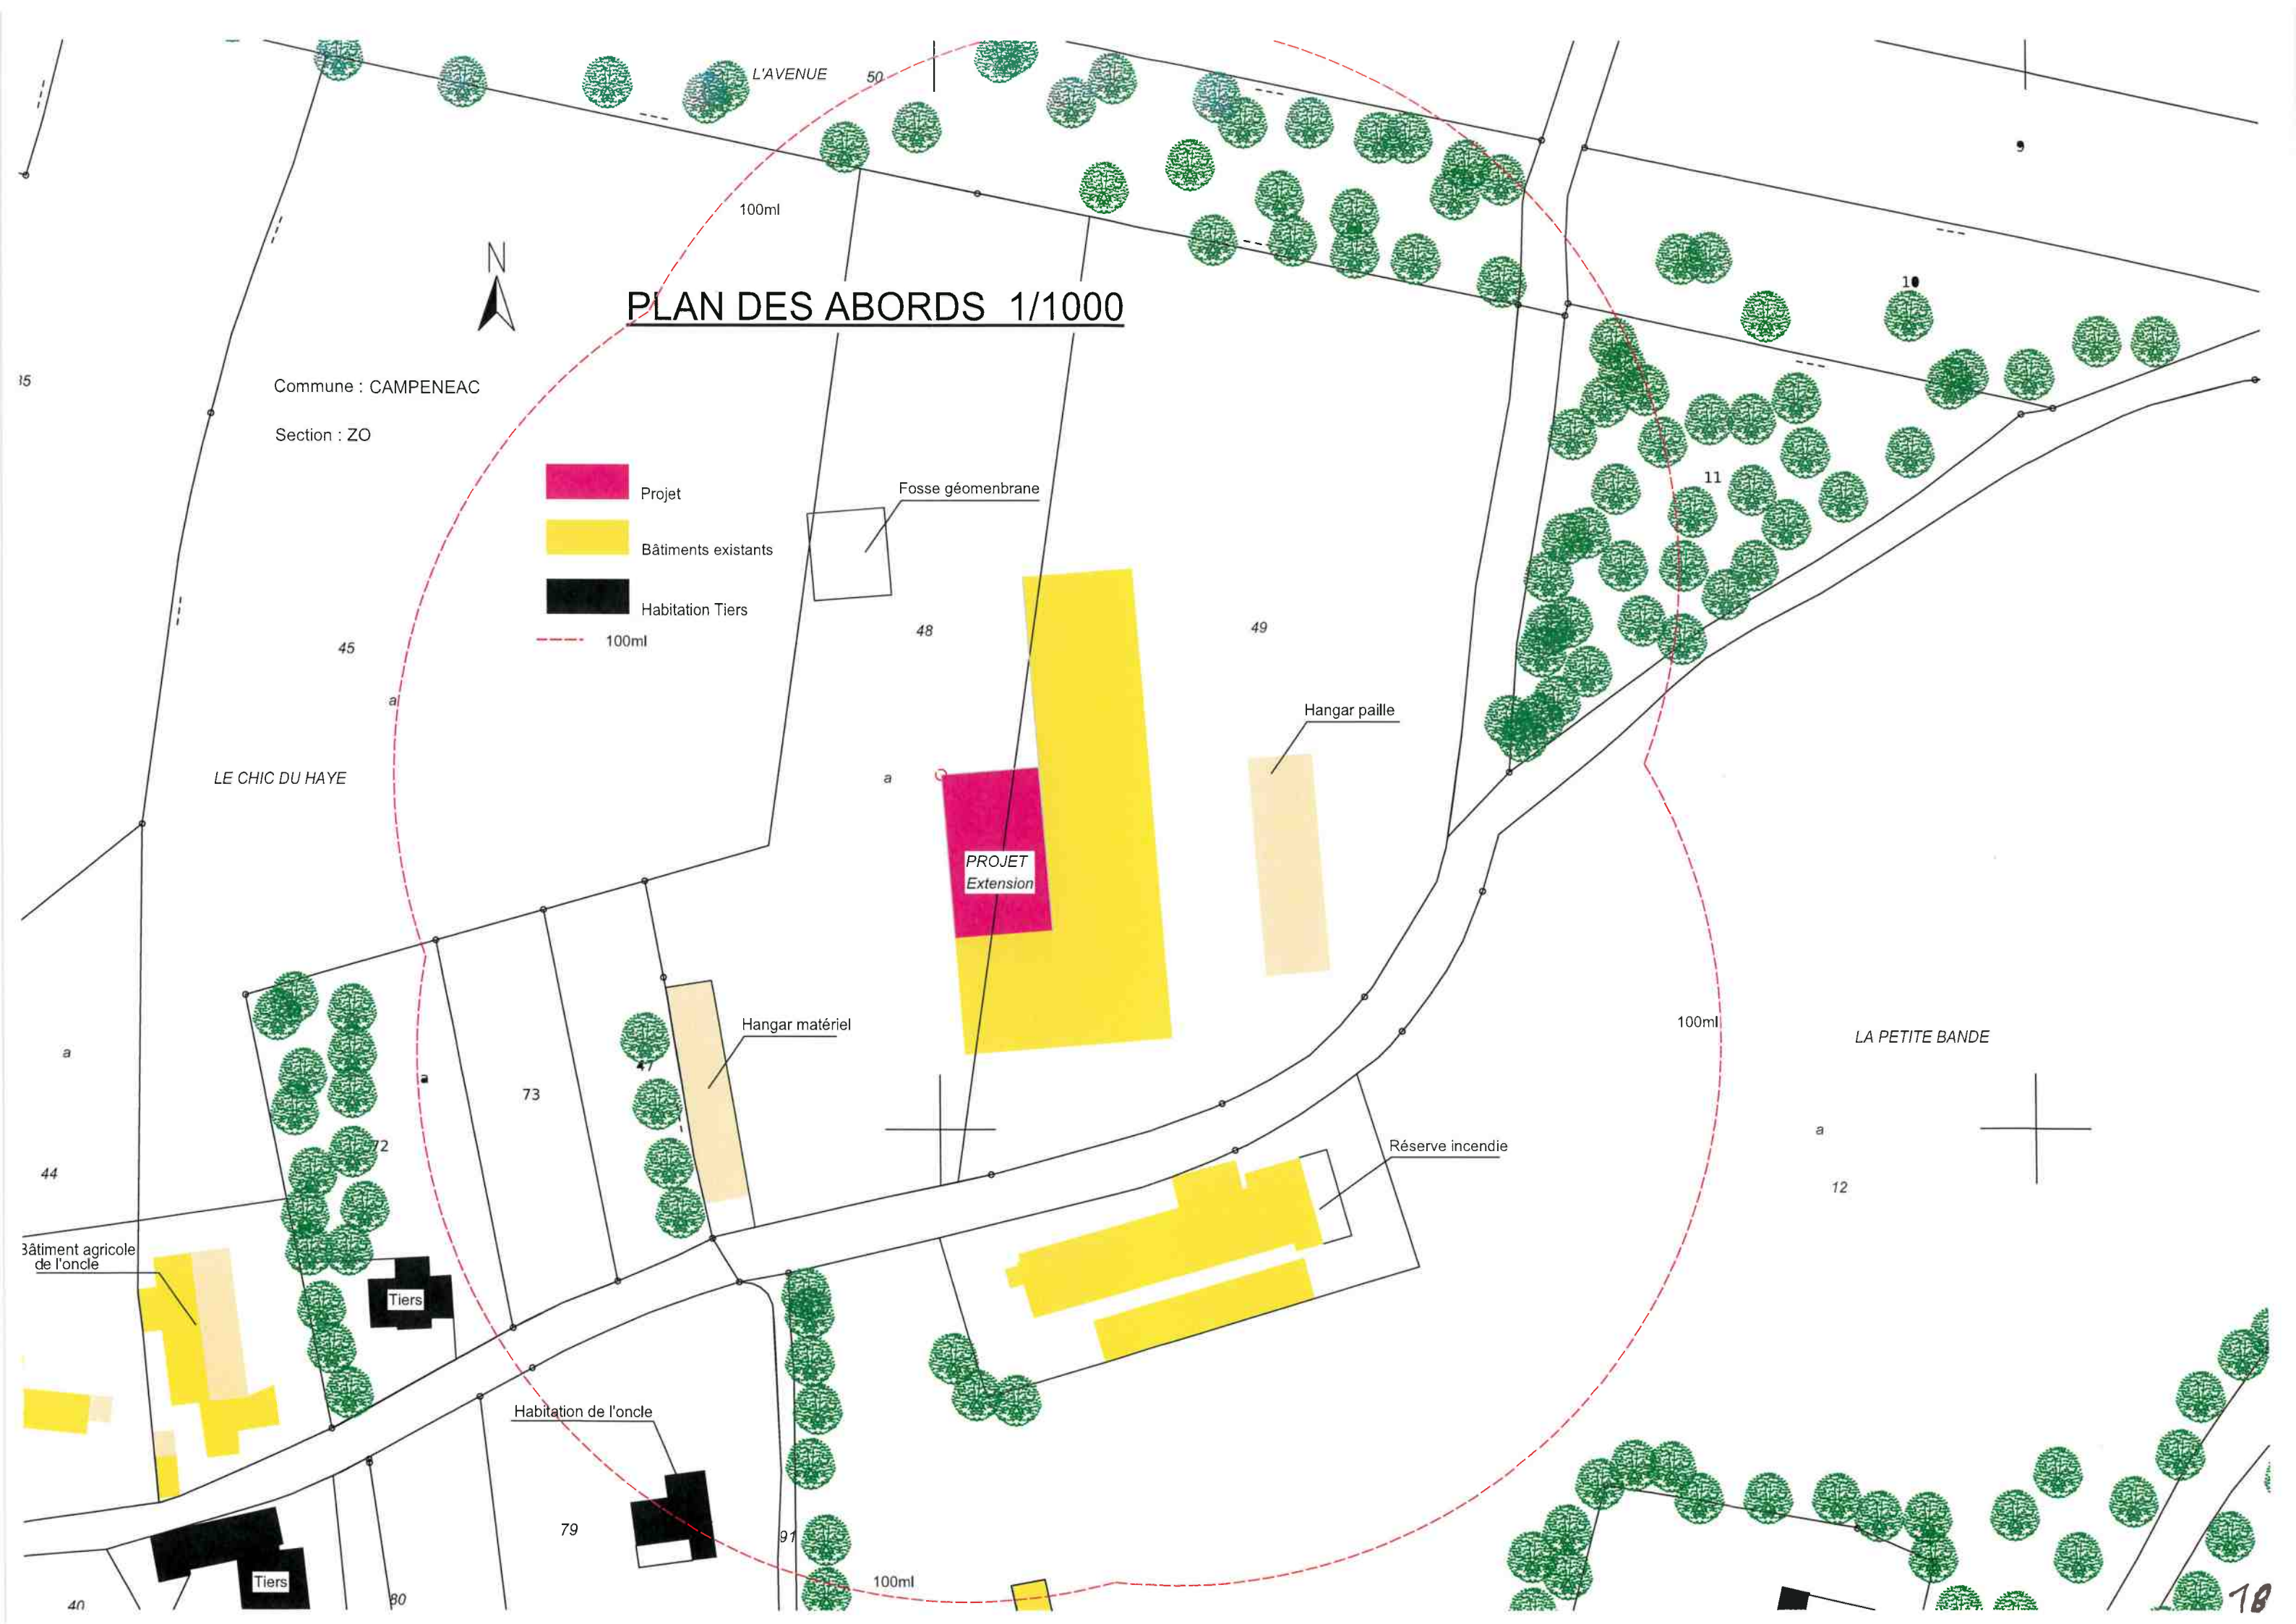 L'AVENUE
50
9
100ml
N
PLAN DES ABORDS 1/1000
10
35
Commune : CAMPENEAC
Section : ZO
Projet
Bâtiments existants
Habitation Tiers
100ml
Fosse géomenbrane
11
48
49
45
a
Hangar paille
LE CHIC DU HAYE
a
PROJET
Extension
Hangar matériel
100ml
LA PETITE BANDE
a
a
73
47
72
44
Réserve incendie
a
12
Bâtiment agricole
de l'oncle
Tiers
Habitation de l'oncle
79
91
Tiers
100ml
40
80
18